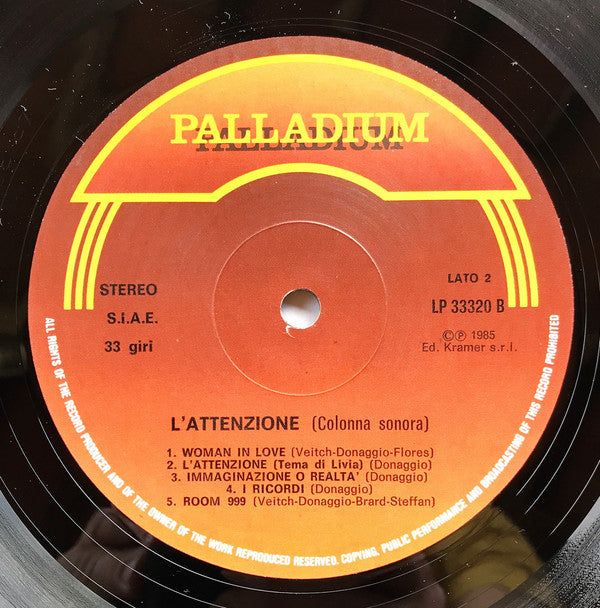 PALLADIUM
STEREO
S.i.A.E.
33 giri
LATO 2
LP 33320 B
©℗ 1985
Ed. Kramer s.r.l.
L'ATTENZIONE (Colonna sonora)
1. WOMAN IN LOVE (Veitch-Donaggio-Flores)
2. L'ATTENZIONE (Tema di Livia) (Donaggio)
3. IMMAGINAZIONE O REALTA' (Donaggio)
4. I RICORDI (Donaggio)
5. ROOM 999 (Veitch-Donaggio-Brard-Steffan)
ALL RIGHTS OF THE RECORD PRODUCER AND OF THE OWNER OF THE WORK REPRODUCED RESERVED. COPYING, PUBLIC PERFORMANCE AND BROADCASTING OF THIS RECORD PROHIBITED